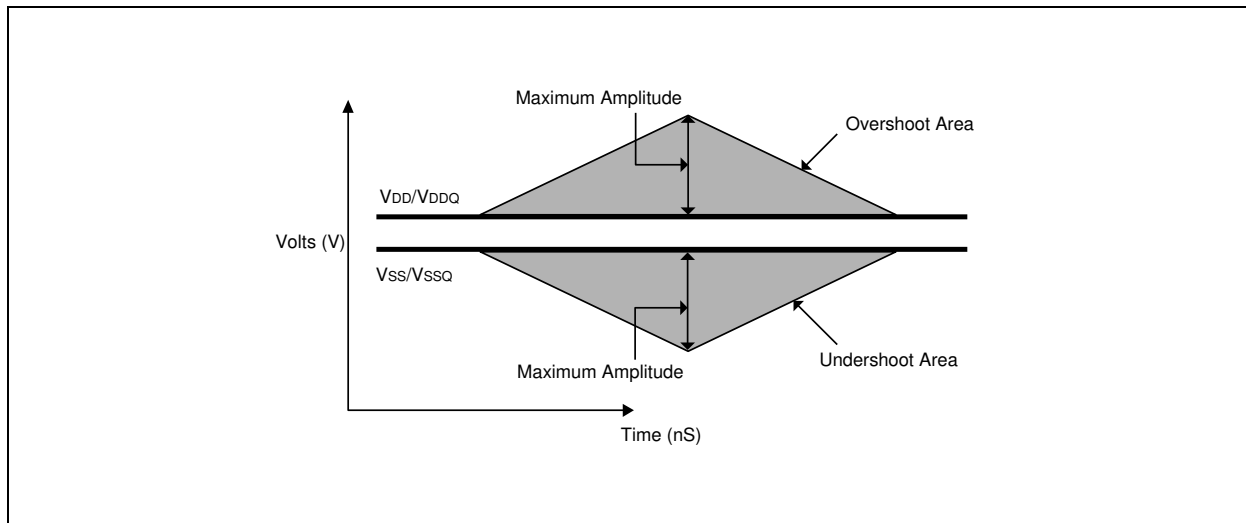 Maximum Amplitude
Overshoot Area
VDD/VDDQ
Volts (V)
VSS/VSSQ
Maximum Amplitude
Undershoot Area
Time (nS)